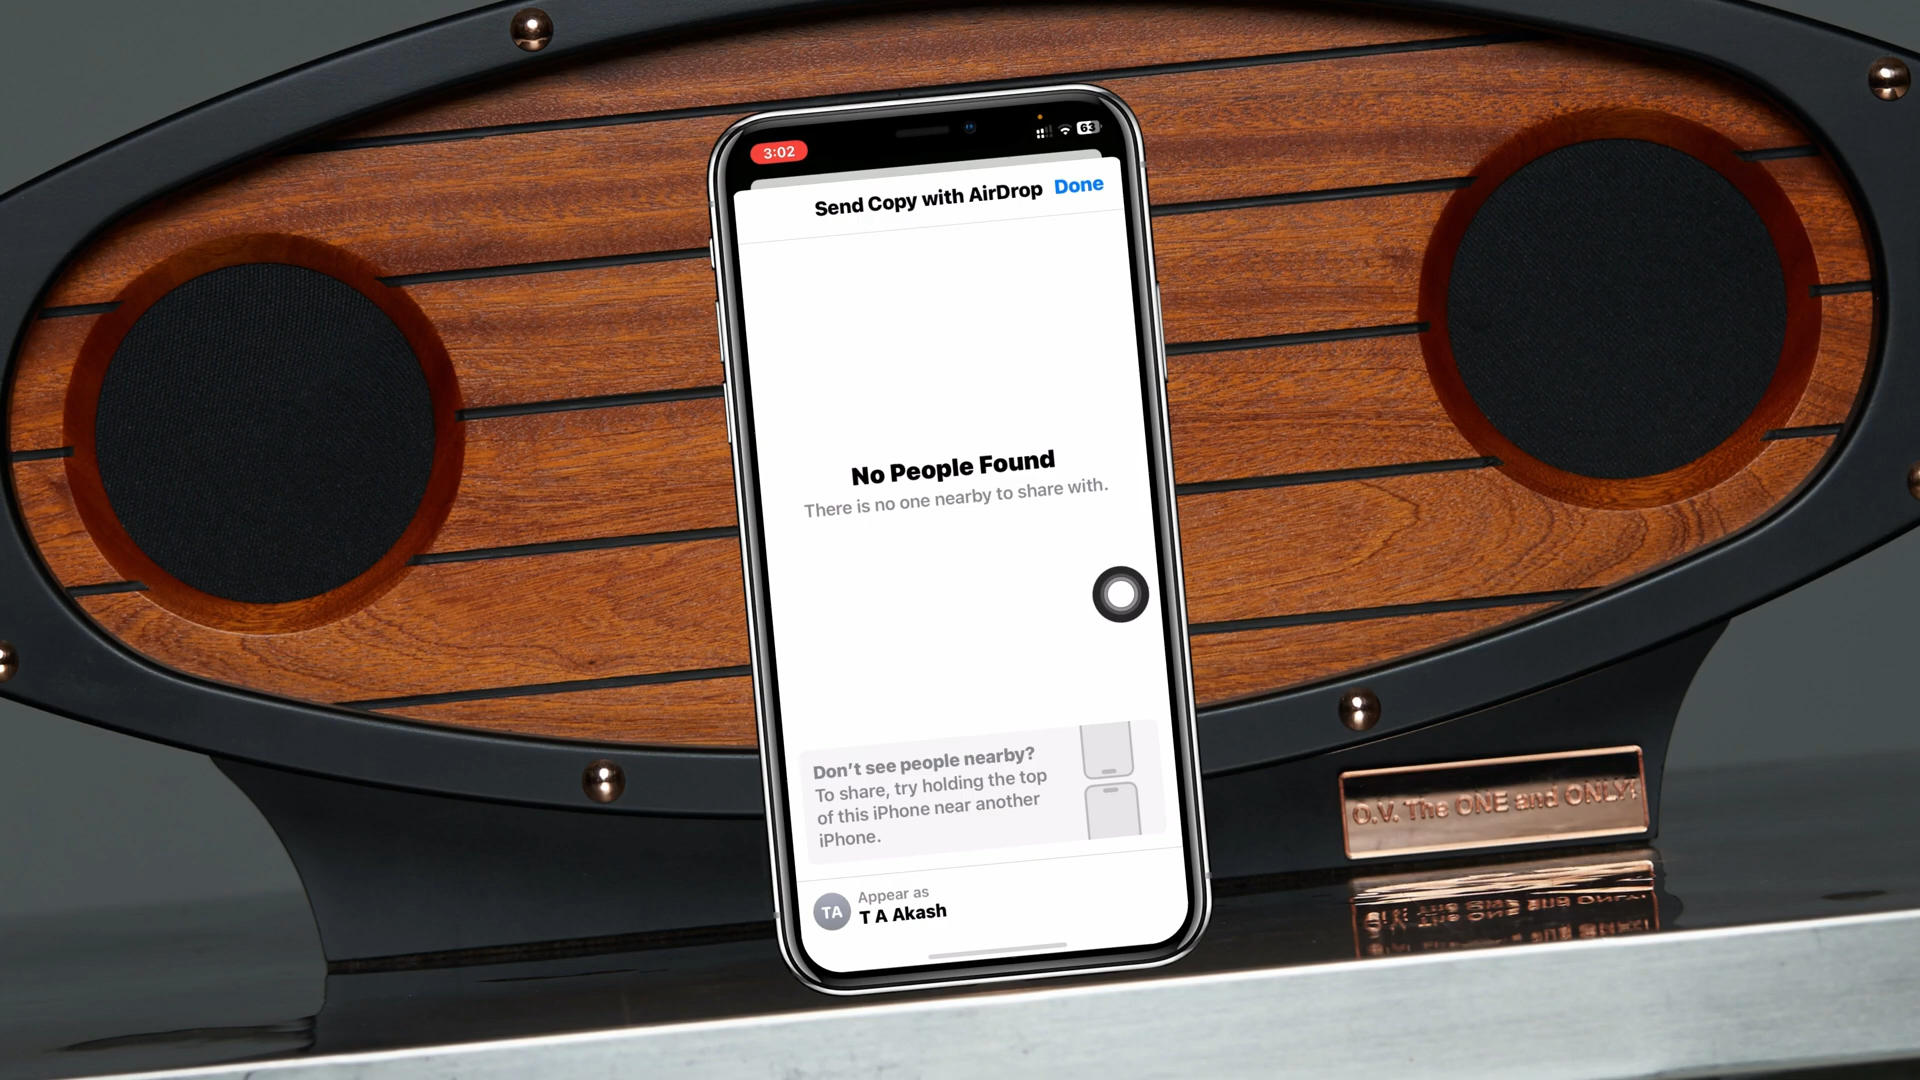 3:02
63
Send Copy with AirDrop Done
No People Found
There is no one nearby to share with.
Don't see people nearby?
To share, try holding the top
of this iPhone near another
iPhone.
TA
Appear as
T A Akash
O.V. The ONE and ONLY!